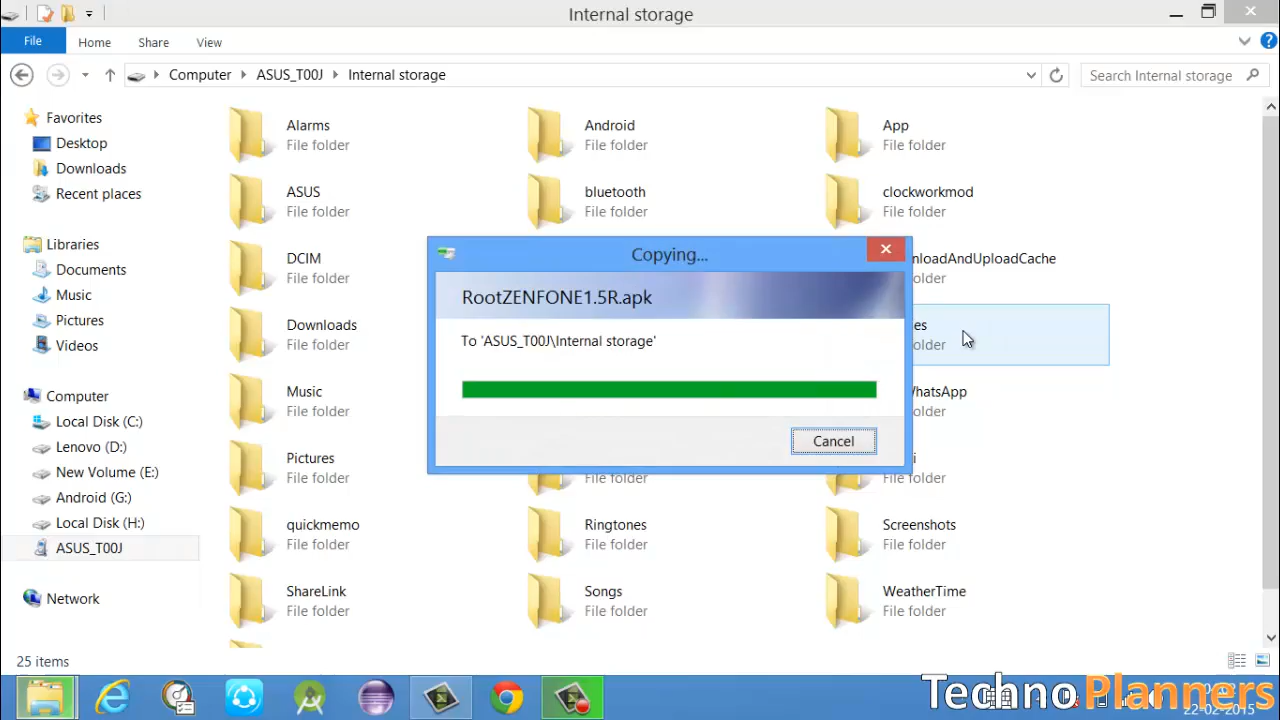 Internal storage
File
Home
Share
View
Computer
ASUS_T00J
Internal storage
Search Internal storage
Favorites
Desktop
Downloads
Recent places
Libraries
Documents
Music
Pictures
Videos
Computer
Local Disk (C:)
Lenovo (D:)
New Volume (E:)
Android (G:)
Local Disk (H:)
ASUS_T00J
Network
Alarms
File folder
Android
File folder
App
File folder
ASUS
File folder
bluetooth
File folder
clockworkmod
File folder
DCIM
File folder
nloadAndUploadCache
older
Downloads
File folder
es
older
Music
File folder
WhatsApp
older
Pictures
File folder
File folder
i
File folder
quickmemo
File folder
Ringtones
File folder
Screenshots
File folder
ShareLink
File folder
Songs
File folder
WeatherTime
File folder
Copying...
RootZENFONE1.5R.apk
To 'ASUS_T00J\Internal storage'
Cancel
25 items
Techno Planners
22-02-2015